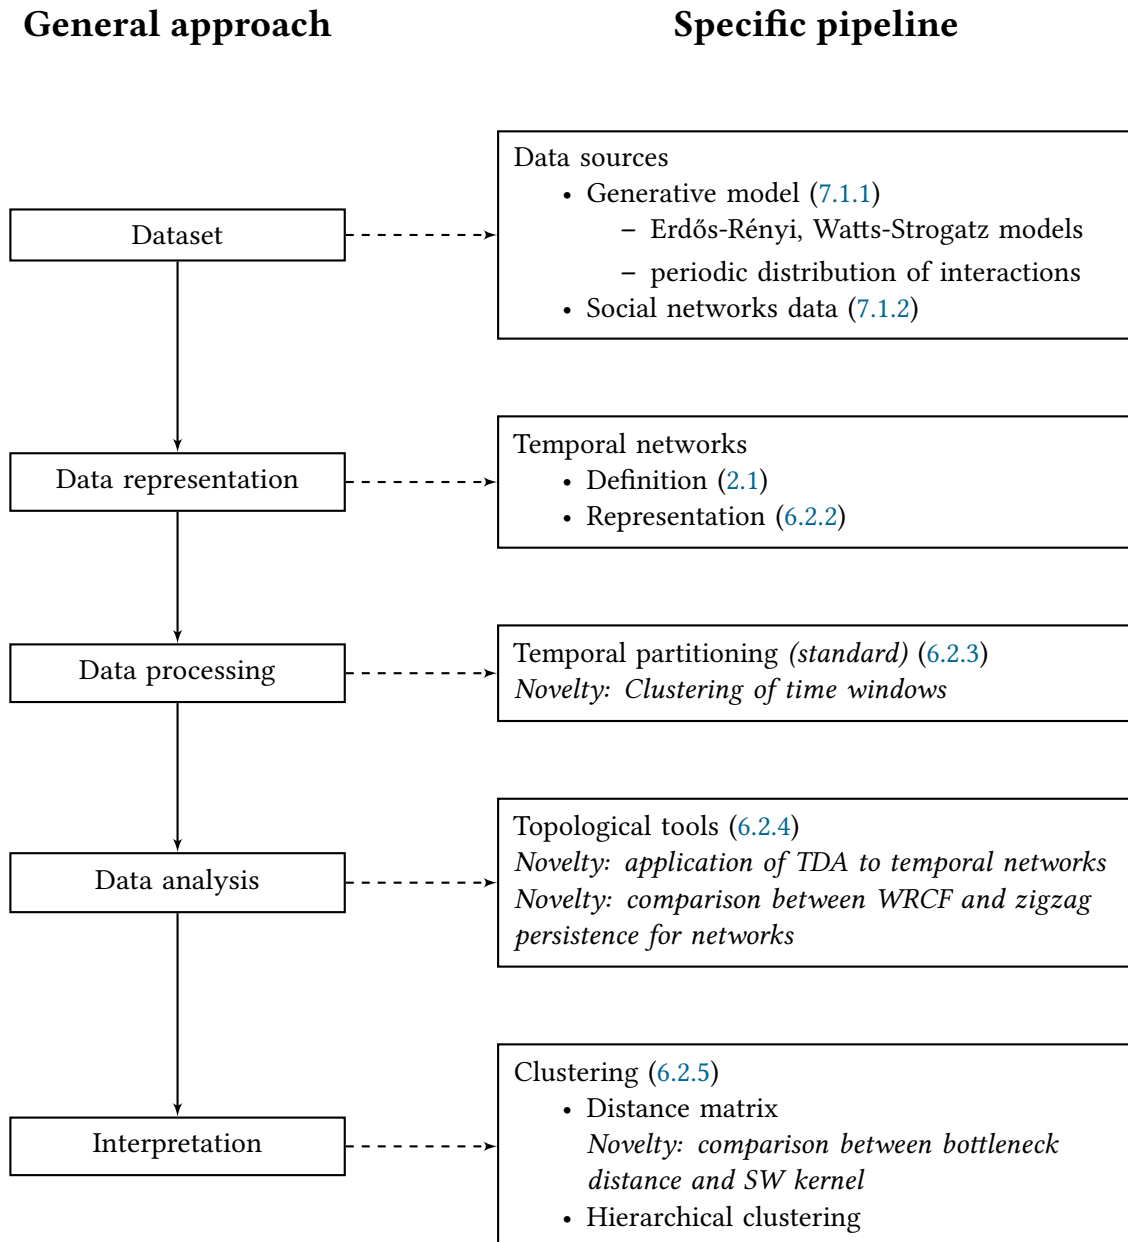 General approach
Specific pipeline
Dataset
Data sources
• Generative model (7.1.1)
– Erdős-Rényi, Watts-Strogatz models
– periodic distribution of interactions
• Social networks data (7.1.2)
Data representation
Temporal networks
• Definition (2.1)
• Representation (6.2.2)
Data processing
Temporal partitioning (standard) (6.2.3)
Novelty: Clustering of time windows
Data analysis
Topological tools (6.2.4)
Novelty: application of TDA to temporal networks
Novelty: comparison between WRCF and zigzag
persistence for networks
Interpretation
Clustering (6.2.5)
• Distance matrix
Novelty: comparison between bottleneck
distance and SW kernel
• Hierarchical clustering